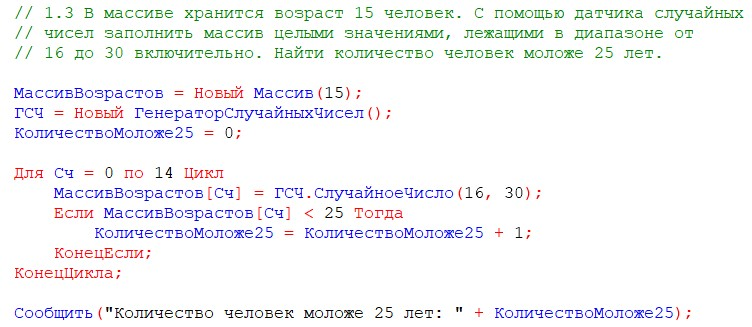 // 1.3 В массиве хранится возраст 15 человек. С помощью датчика случайных
// чисел заполнить массив целыми значениями, лежащими в диапазоне от
// 16 до 30 включительно. Найти количество человек моложе 25 лет.
МассивВозрастов = Новый Массив(15);
ГСЧ = Новый ГенераторСлучайныхЧисел();
КоличествоМоложе25 = 0;
Для Сч = 0 по 14 Цикл
    МассивВозрастов[Сч] = ГСЧ.СлучайноеЧисло(16, 30);
    Если МассивВозрастов[Сч] < 25 Тогда
        КоличествоМоложе25 = КоличествоМоложе25 + 1;
    КонецЕсли;
КонецЦикла;
Сообщить("Количество человек моложе 25 лет: " + КоличествоМоложе25);